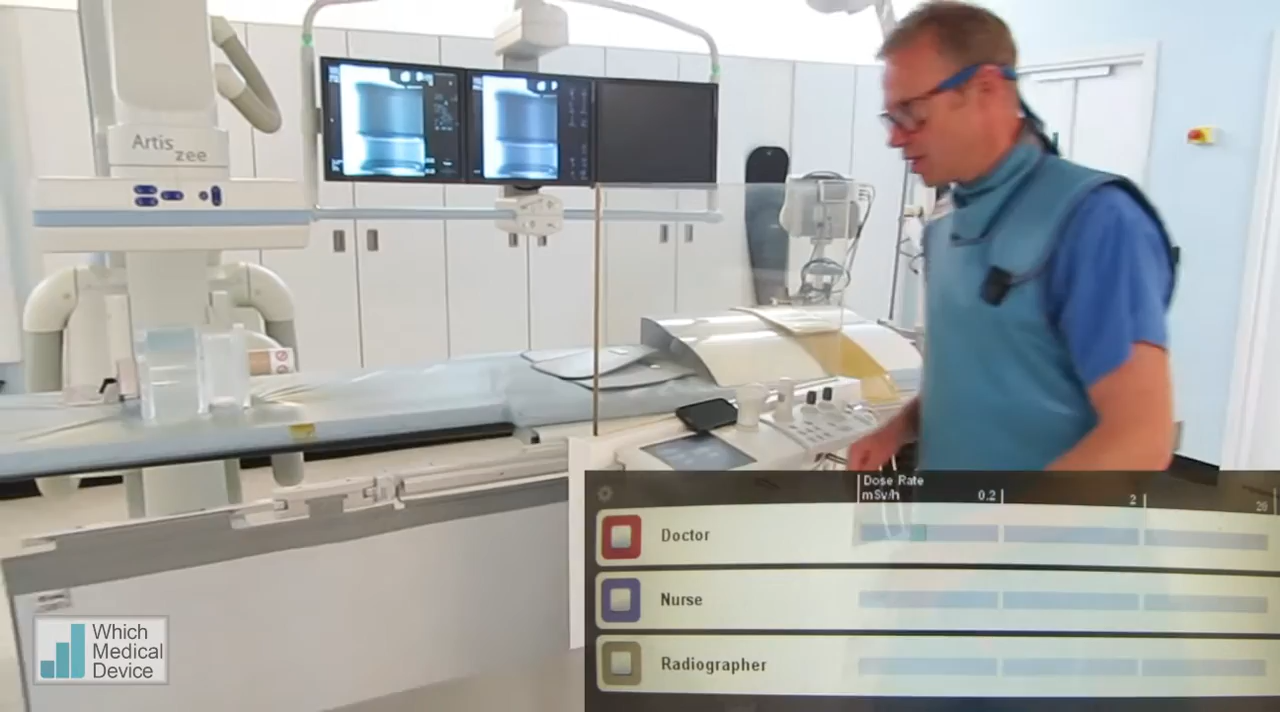 Artis
zee
Dose Rate
mSv/h
0.2
2
20
Doctor
Nurse
Radiographer
Which
Medical
Device